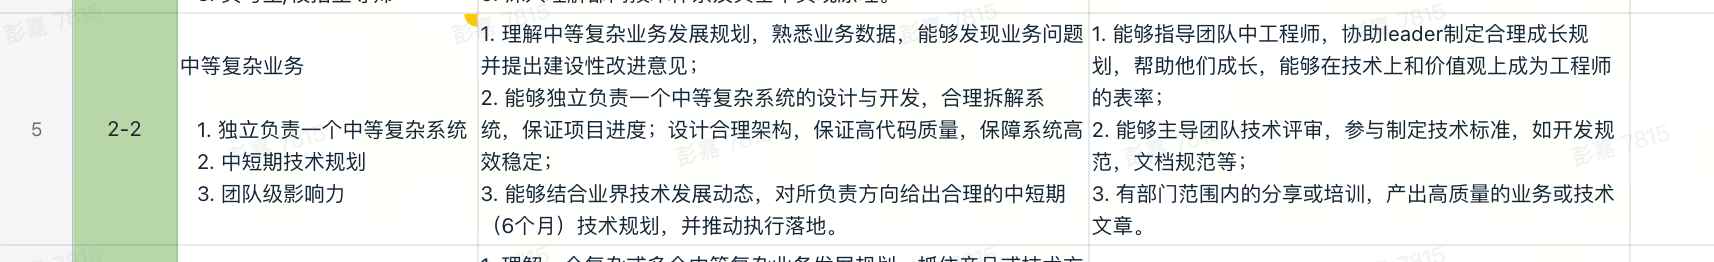 5
2-2
中等复杂业务
1. 独立负责一个中等复杂系统
2. 中短期技术规划
3. 团队级影响力
1. 理解中等复杂业务发展规划，熟悉业务数据，能够发现业务问题
并提出建设性改进意见；
2. 能够独立负责一个中等复杂系统的设计与开发，合理拆解系
统，保证项目进度；设计合理架构，保证高代码质量，保障系统高
效稳定；
3. 能够结合业界技术发展动态，对所负责方向给出合理的中短期
（6个月）技术规划，并推动执行落地。
1. 能够指导团队中工程师，协助leader制定合理成长规
划，帮助他们成长，能够在技术上和价值观上成为工程师
的表率；
2. 能够主导团队技术评审，参与制定技术标准，如开发规
范，文档规范等；
3. 有部门范围内的分享或培训，产出高质量的业务或技术
文章。
彭嘉 7815
彭嘉 7815
彭嘉 7815